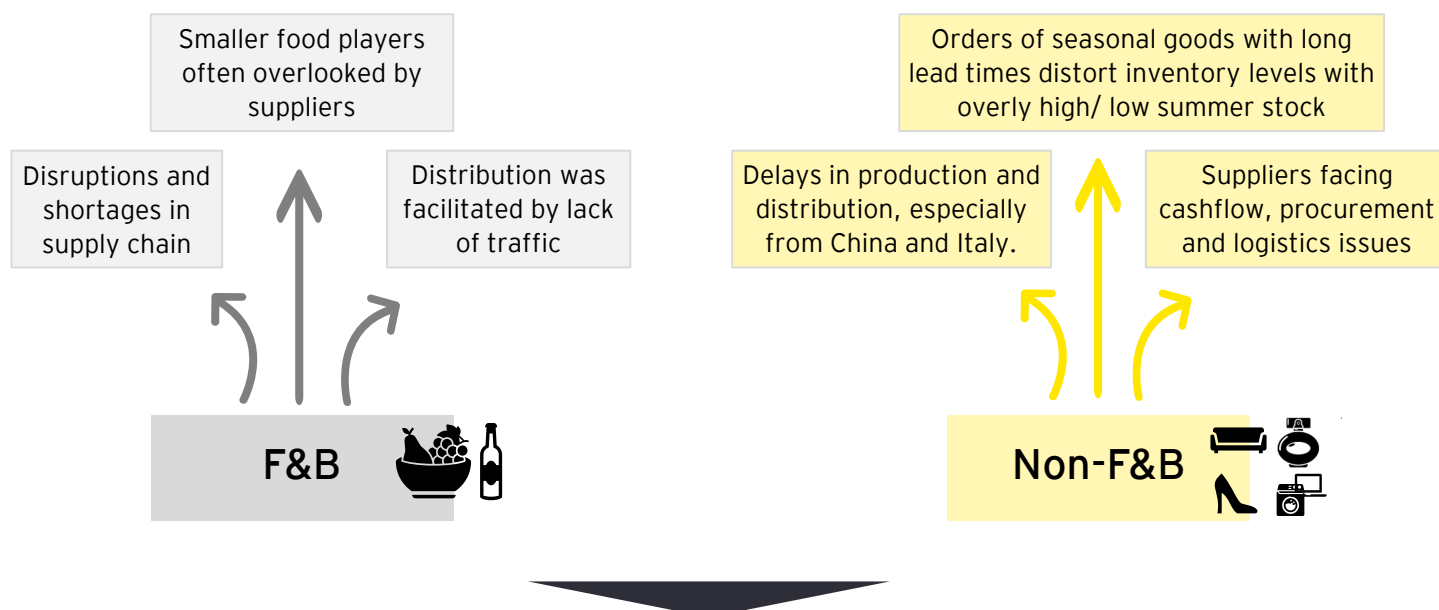 Smaller food players
often overlooked by
suppliers
Disruptions and
shortages in
supply chain
Distribution was
facilitated by lack
of traffic
F&B
Orders of seasonal goods with long
lead times distort inventory levels with
overly high/ low summer stock
Delays in production and
distribution, especially
from China and Italy.
Suppliers facing
cashflow, procurement
and logistics issues
Non-F&B